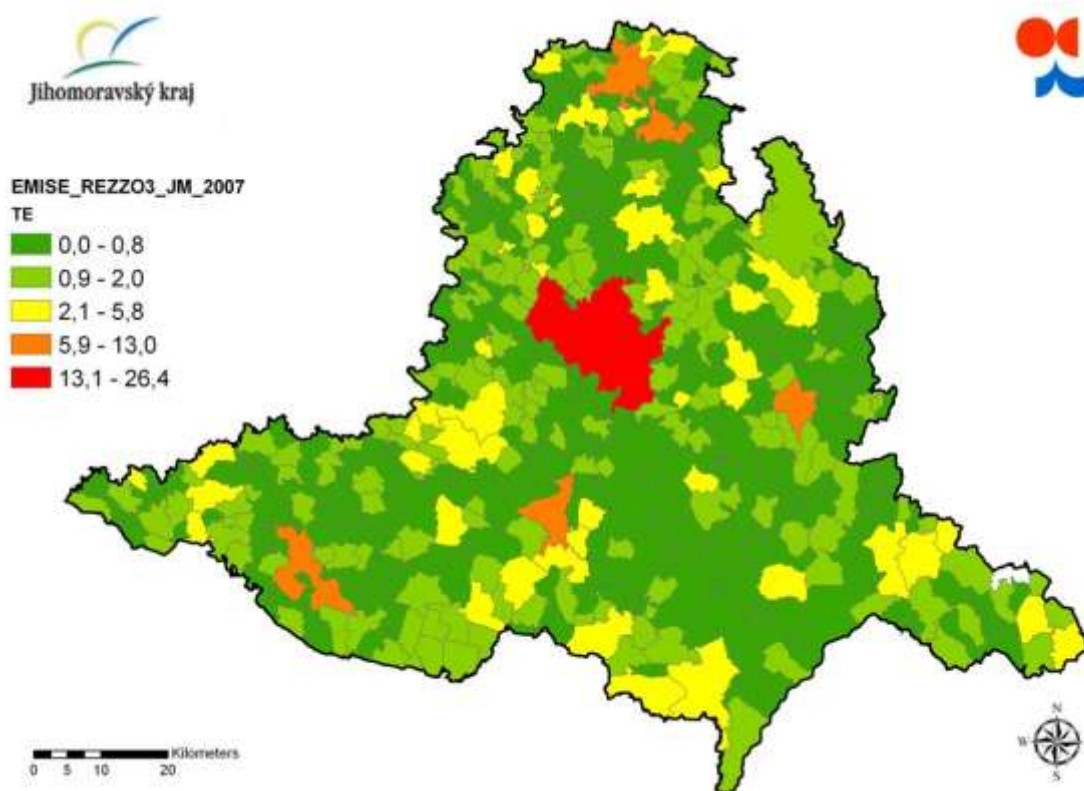 Jihomoravský kraj
EMISE_REZZO3_JM_2007
TE
0,0 - 0,8
0,9 - 2,0
2,1 - 5,8
5,9 - 13,0
13,1 - 26,4
Kilometers
0 5 10 20
N
W
S